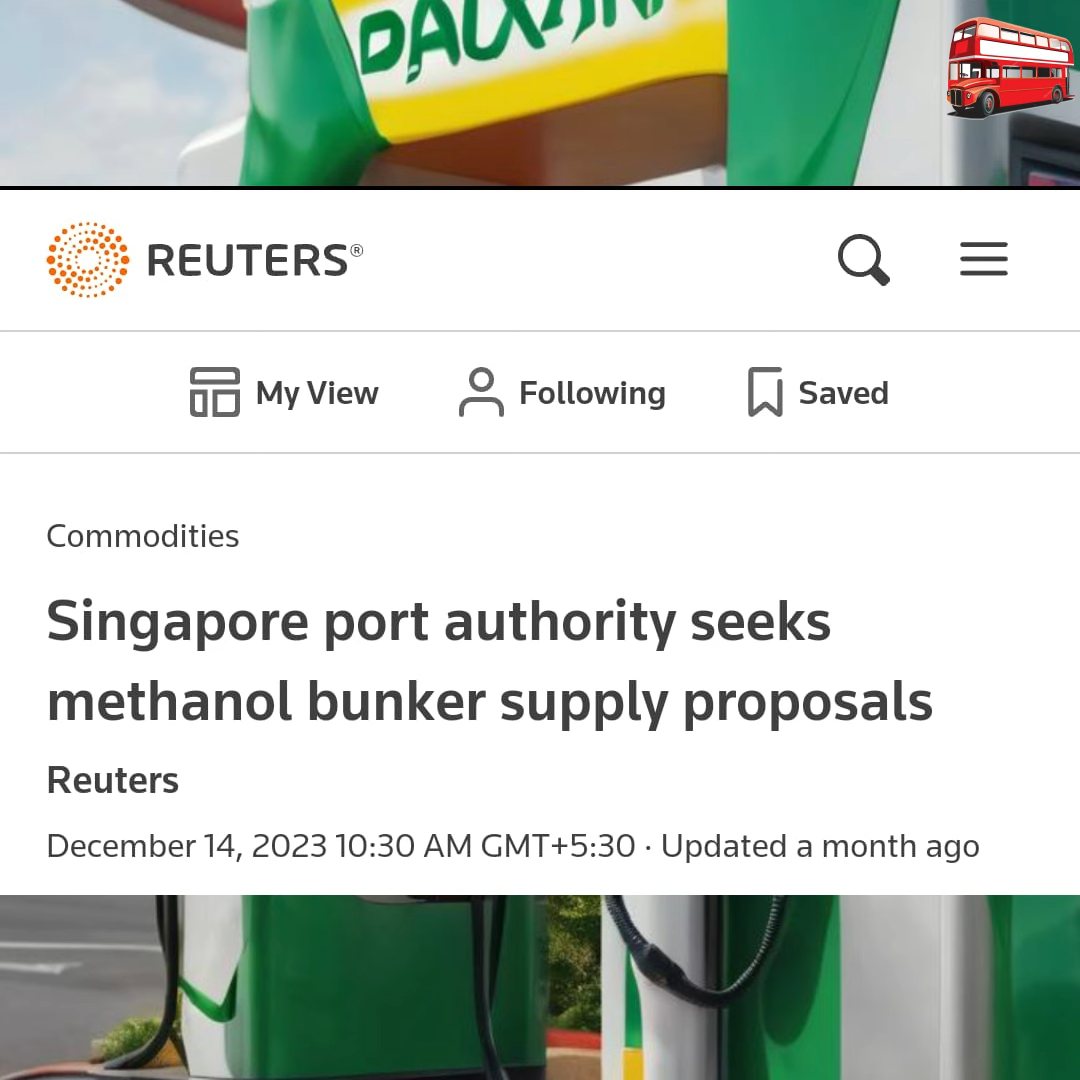 REUTERS®
My View Following Saved
Commodities
Singapore port authority seeks
methanol bunker supply proposals
Reuters
December 14, 2023 10:30 AM GMT+5:30 · Updated a month ago